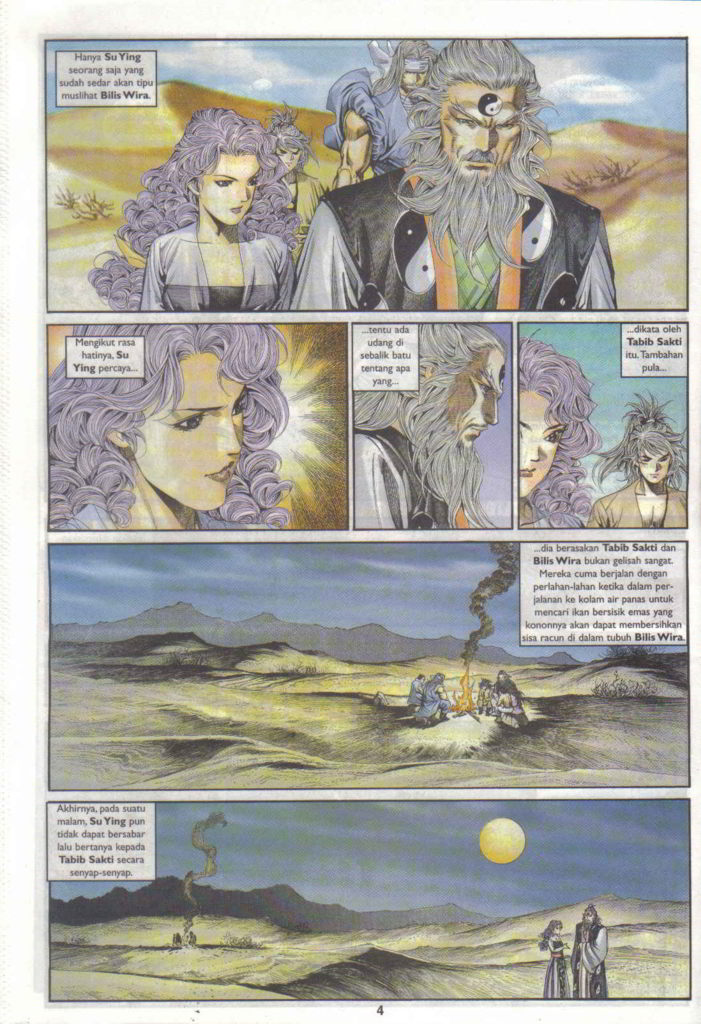 Hanya Su Ying
seorang saja yang
sudah sedar akan tipu
muslihat Bilis Wira.
Mengikut rasa
hatinya, Su
Ying percaya...
...tentu ada
udang di
sebalik batu
tentang apa
yang...
...dikata oleh
Tabib Sakti
itu. Tambahan
pula...
...dia berasakan Tabib Sakti dan
Bilis Wira bukan gelisah sangat.
Mereka cuma berjalan dengan
perlahan-lahan ketika dalam per-
jalanan ke kolam air panas untuk
mencari ikan bersisik emas yang
kononnya akan dapat membersihkan
sisa racun di dalam tubuh Bilis Wira.
Akhirnya, pada suatu
malam, Su Ying pun
tidak dapat bersabar
lalu bertanya kepada
Tabib Sakti secara
senyap-senyap.
4